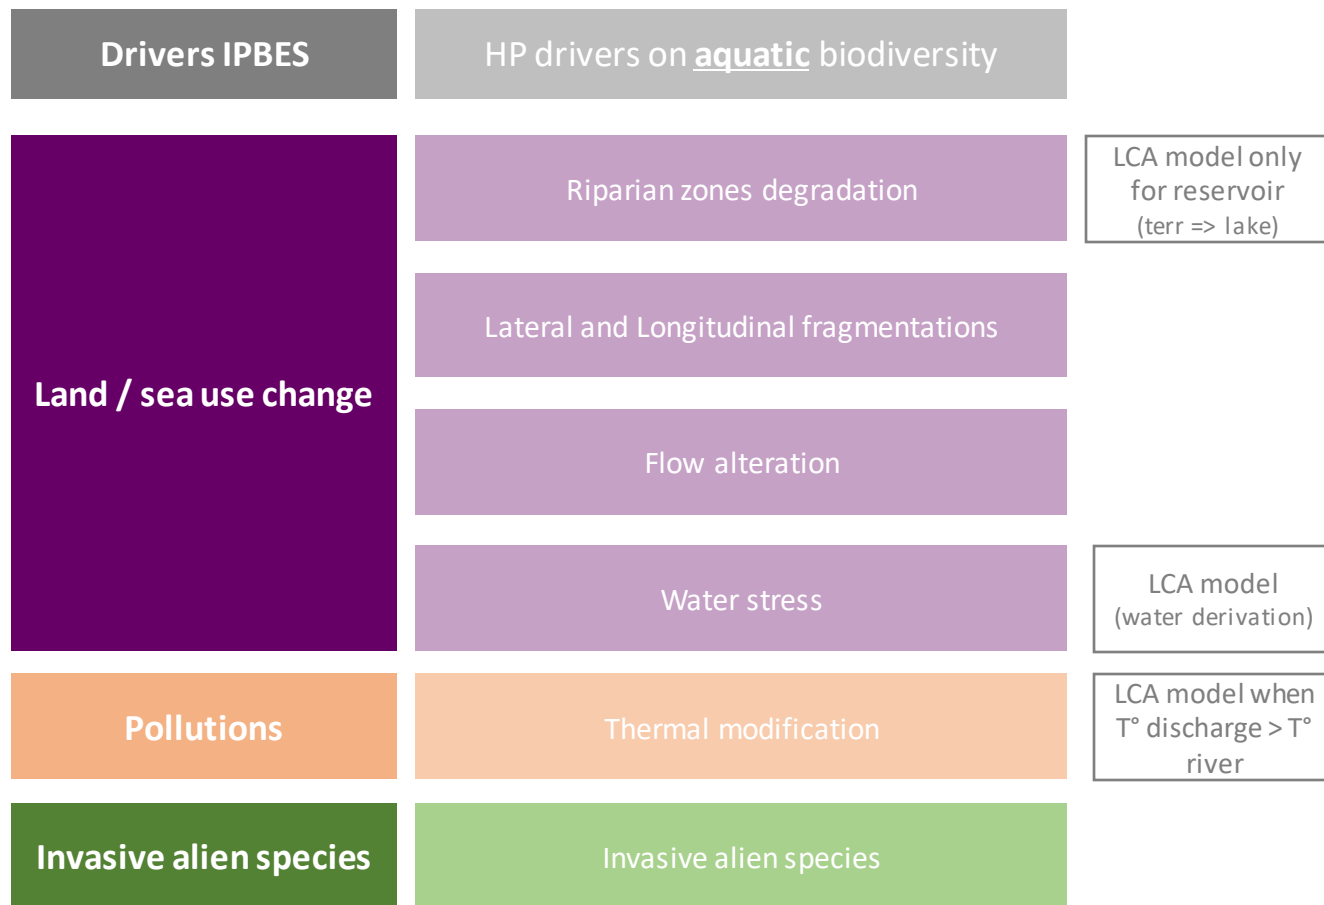 Drivers IPBES
HP drivers on aquatic biodiversity
Land / sea use change
Riparian zones degradation
LCA model only
for reservoir
(terr => lake)
Lateral and Longitudinal fragmentations
Flow alteration
Water stress
LCA model
(water derivation)
Pollutions
Thermal modification
LCA model when
T° discharge > T°
river
Invasive alien species
Invasive alien species